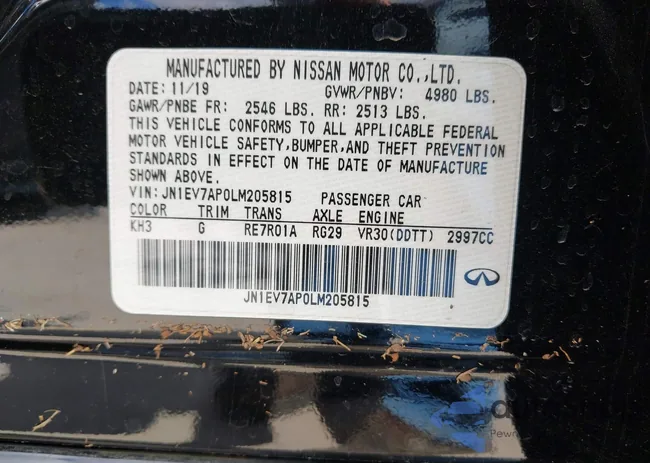 MANUFACTURED BY NISSAN MOTOR CO.,LTD.
DATE: 11/19 GVWR/PNBV: 4980 LBS.
GAWR/PNBE FR: 2546 LBS. RR: 2513 LBS.
THIS VEHICLE CONFORMS TO ALL APPLICABLE FEDERAL
MOTOR VEHICLE SAFETY,BUMPER,AND THEFT PREVENTION
STANDARDS IN EFFECT ON THE DATE OF MANUFACTURE
SHOWN ABOVE.
VIN: JN1EV7AP0LM205815 PASSENGER CAR
COLOR TRIM TRANS AXLE ENGINE
KH3 G RE7R01A RG29 VR30(DDTT) 2997CC
JN1EV7AP0LM205815